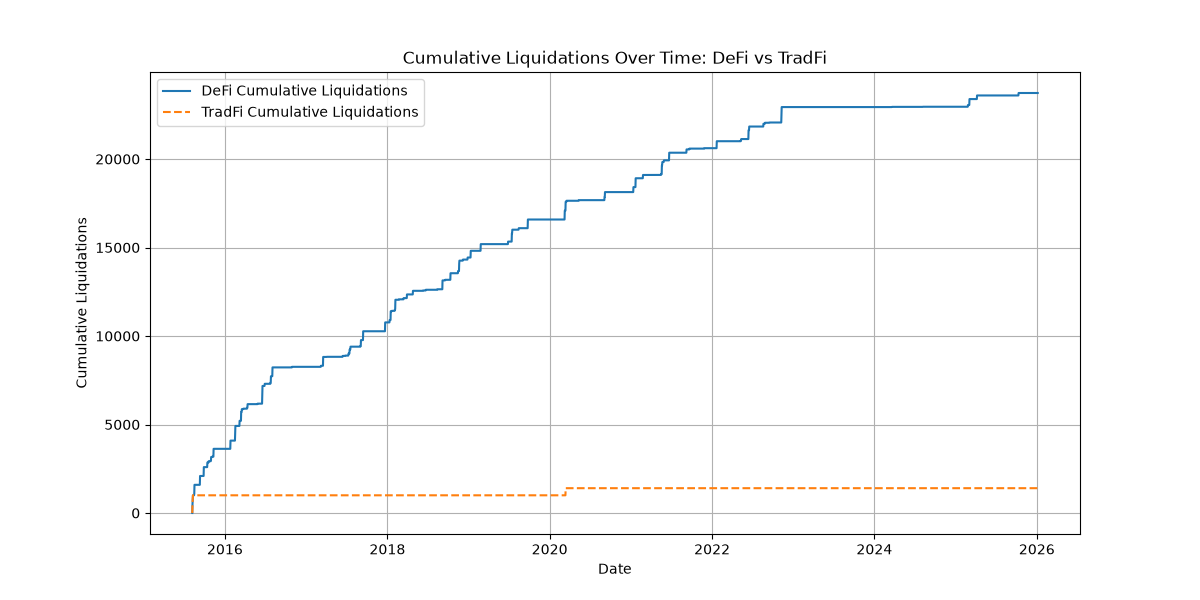 Cumulative Liquidations Over Time: DeFi vs TradFi
DeFi Cumulative Liquidations
TradFi Cumulative Liquidations
Cumulative Liquidations
20000
15000
10000
5000
0
2016
2018
2020
2022
2024
2026
Date